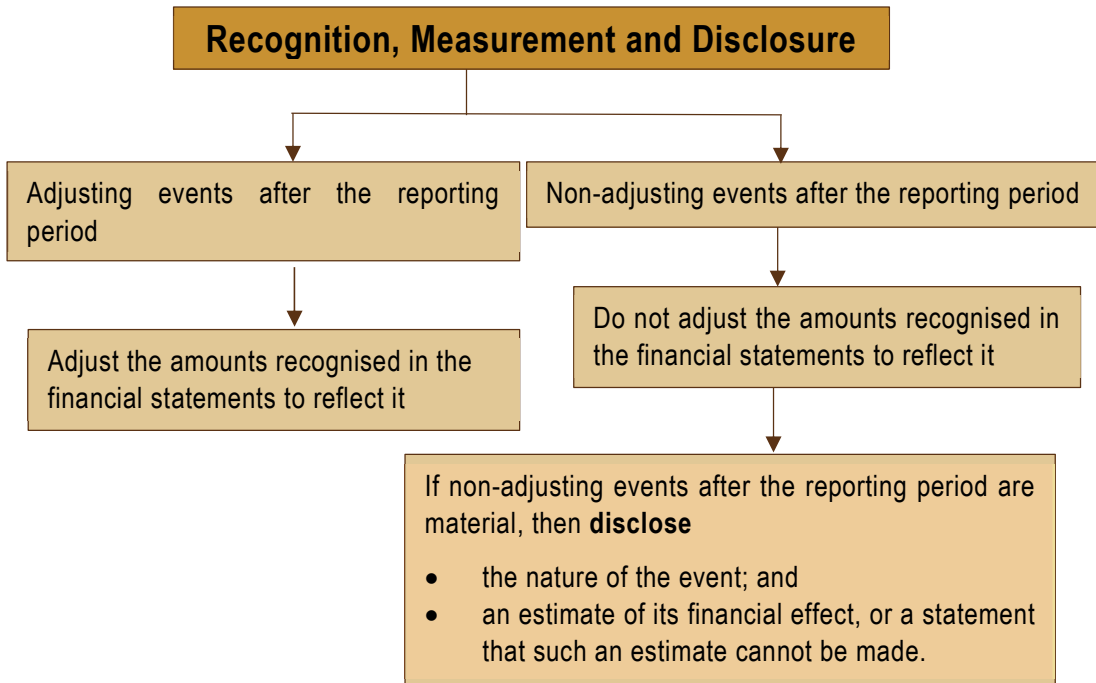 Recognition, Measurement and Disclosure
Adjusting events after the reporting
period
Adjust the amounts recognised in the
financial statements to reflect it
Non-adjusting events after the reporting period
Do not adjust the amounts recognised in
the financial statements to reflect it
If non-adjusting events after the reporting period are
material, then disclose
• the nature of the event; and
• an estimate of its financial effect, or a statement
that such an estimate cannot be made.